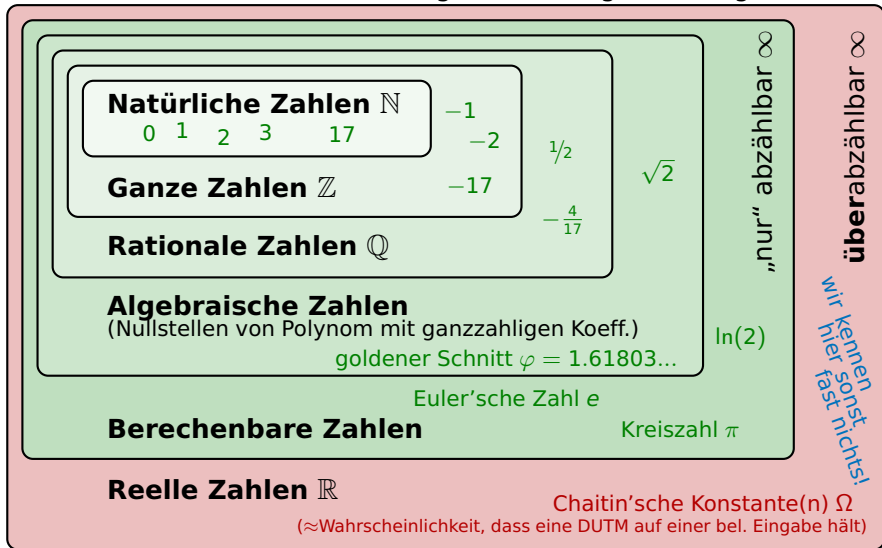 Natürliche Zahlen ℕ
0 1 2 3 17
−1
−2
−17
Ganze Zahlen ℤ
1/2
−4/17
Rationale Zahlen ℚ
√2
Algebraische Zahlen
(Nullstellen von Polynom mit ganzzahligen Koeff.)
goldener Schnitt φ = 1.61803...
ln(2)
Euler’sche Zahl e
Berechenbare Zahlen
Kreiszahl π
„nur“ abzählbar ∞
überabzählbar ∞
wir kennen
hier sonst
fast nichts!
Reelle Zahlen ℝ
Chaitin’sche Konstante(n) Ω
(≈Wahrscheinlichkeit, dass eine DUTM auf einer bel. Eingabe hält)